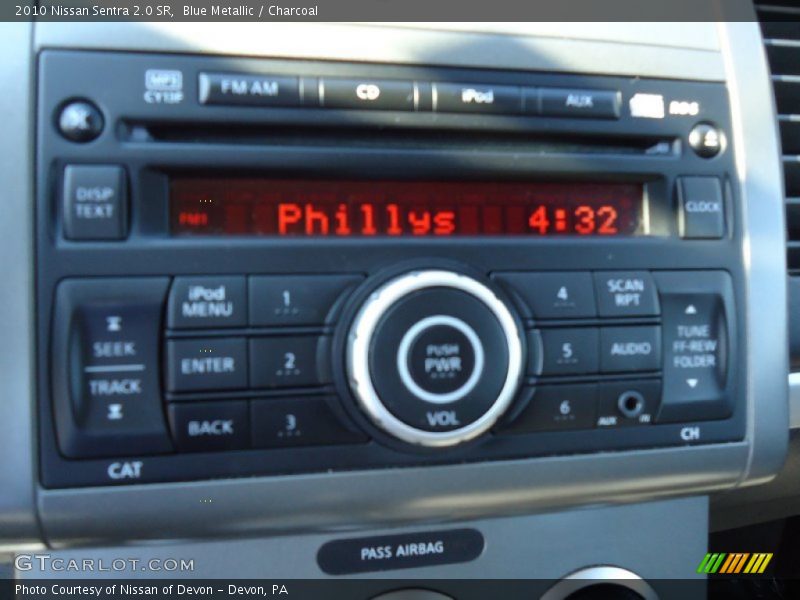 2010 Nissan Sentra 2.0 SR, Blue Metallic / Charcoal
MP3
FM AM
CD
iPod
AUX
RDS
DISP
TEXT
FM1
Phillys 4:32
CLOCK
iPod
MENU
1
4
SCAN
RPT
SEEK
TRACK
ENTER
2
PUSH
PWR
5
AUDIO
TUNE
FF-REW
FOLDER
BACK
3
VOL
6
AUX
IN
CAT
CH
PASS AIRBAG
GTCARLOT.COM
Photo Courtesy of Nissan of Devon - Devon, PA